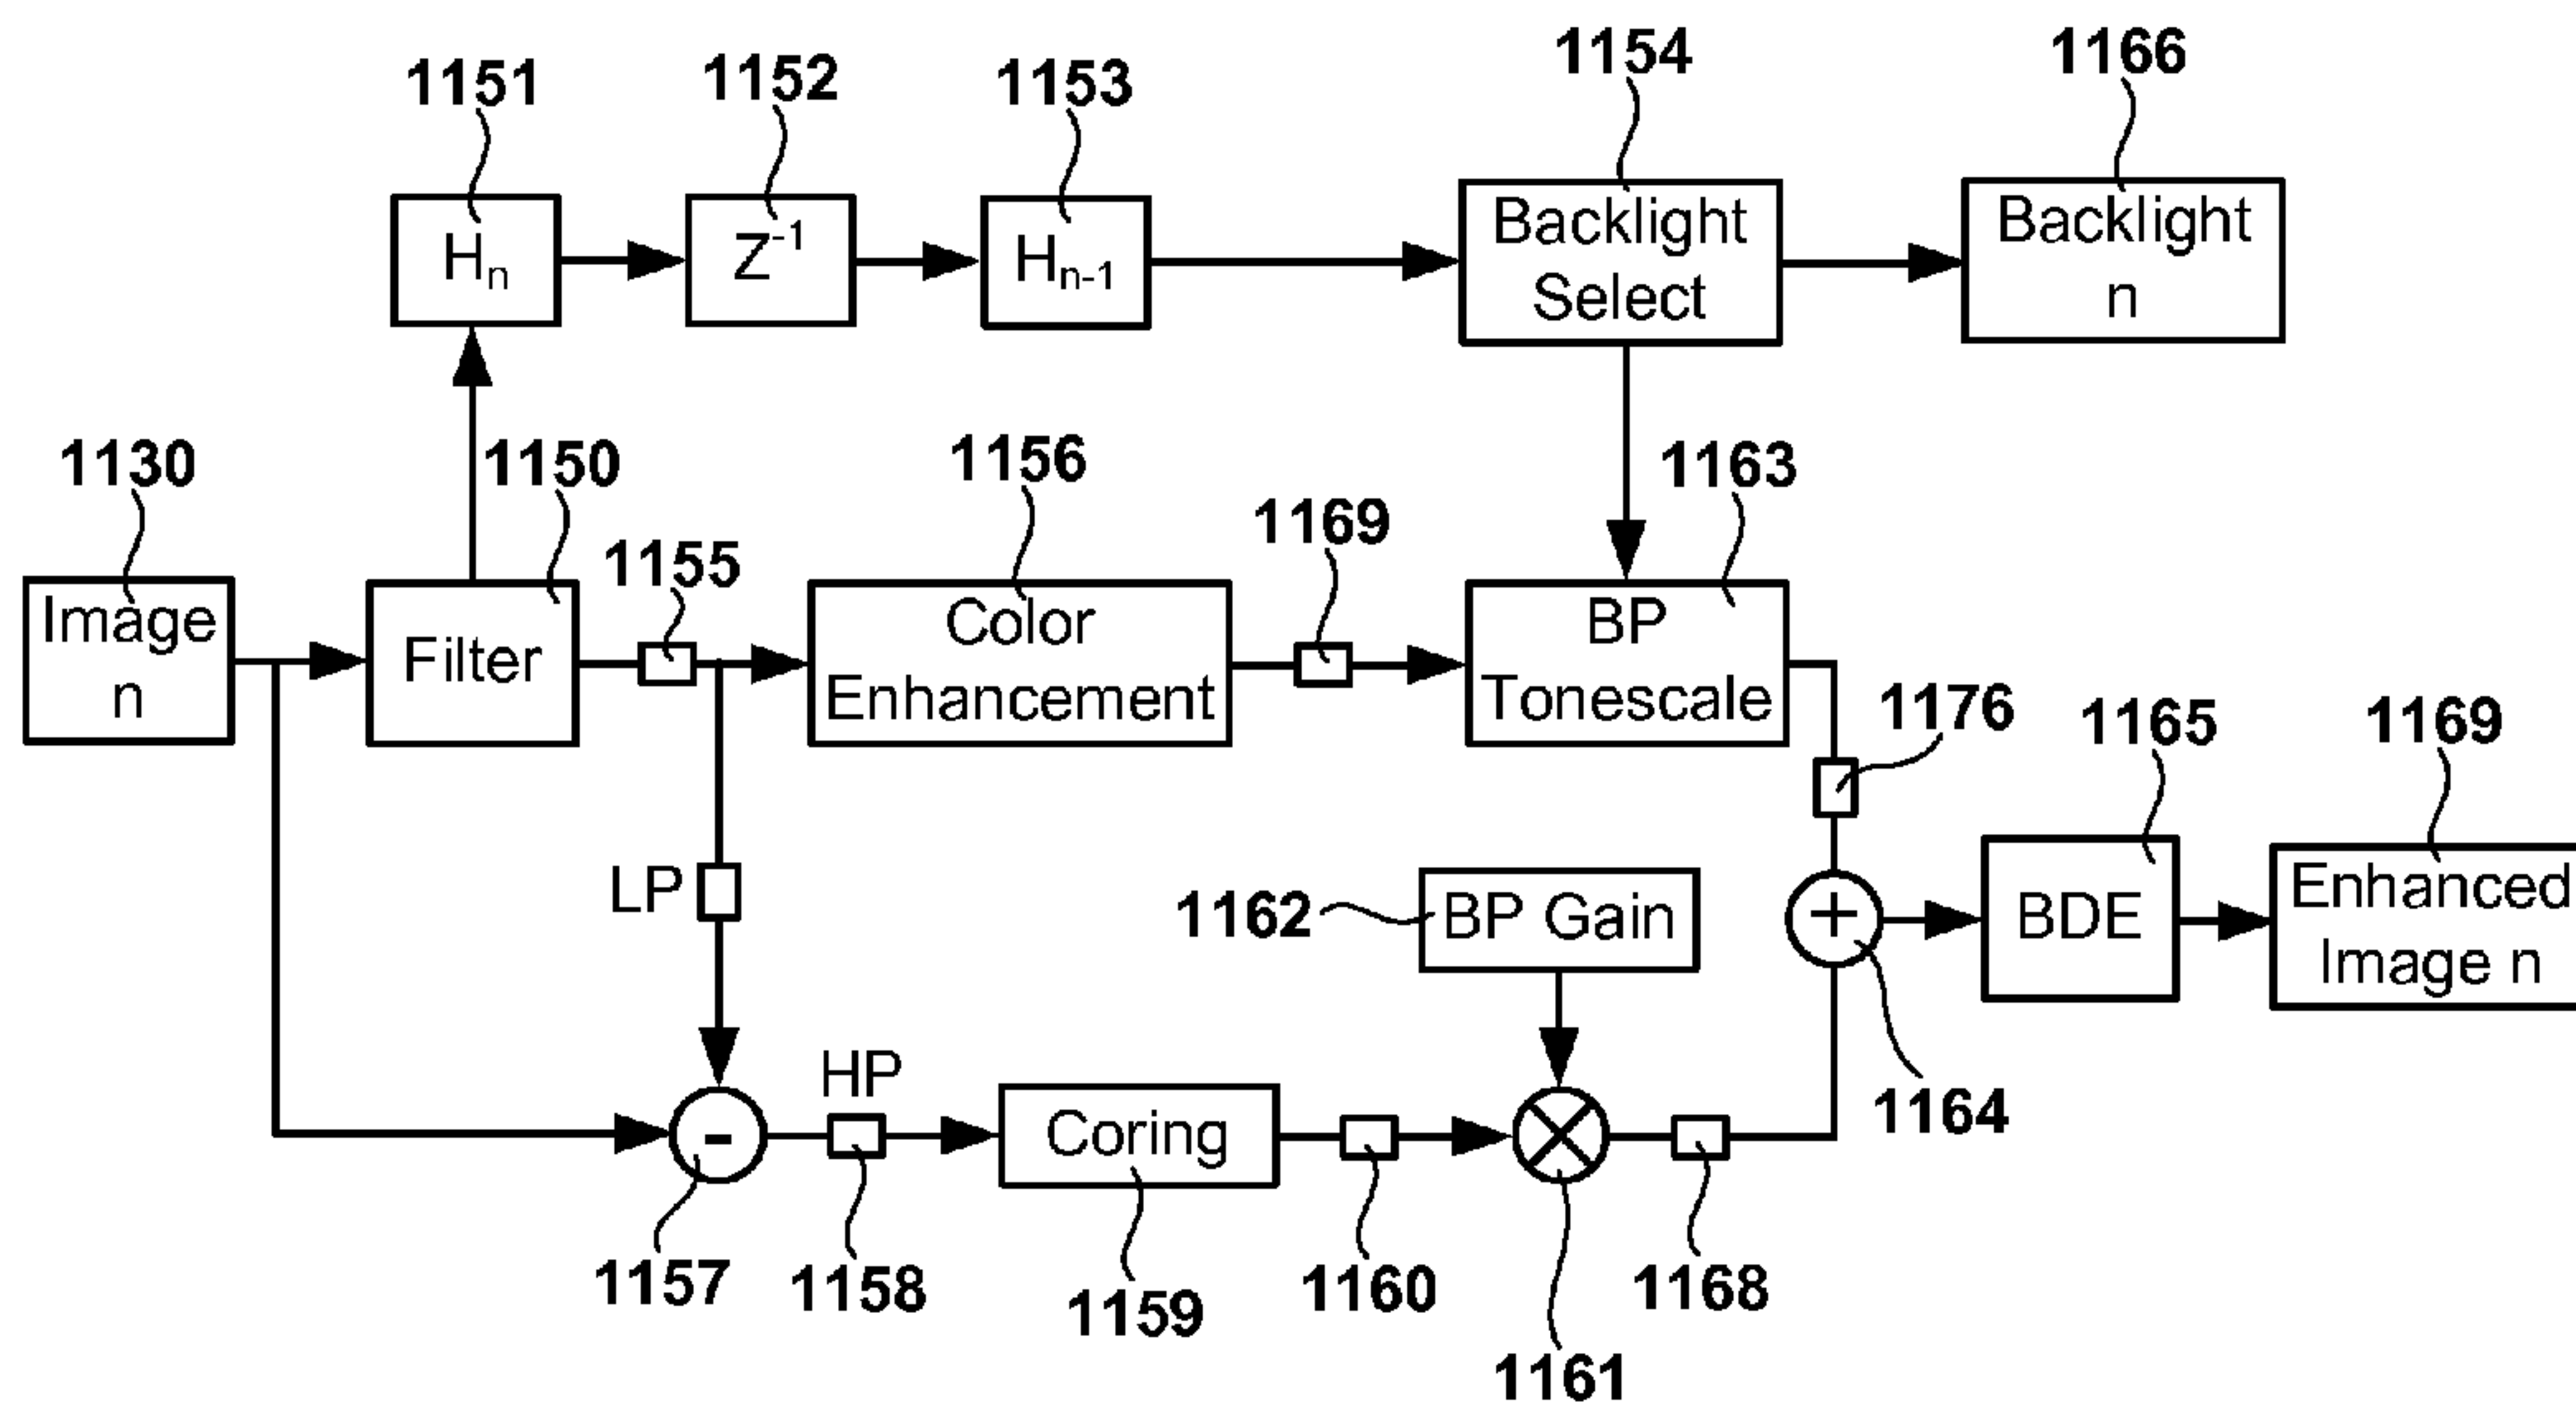 1151
1152
1153
1154
1166
Hn
Z-1
Hn-1
Backlight
Select
Backlight
n
1130
1150
1155
1156
1169
1163
Image
n
Filter
Color
Enhancement
BP
Tonescale
1176
1165
1169
LP
1162
BP Gain
+
BDE
Enhanced
Image n
1164
-
HP
Coring
1157
1158
1159
1160
1161
1168